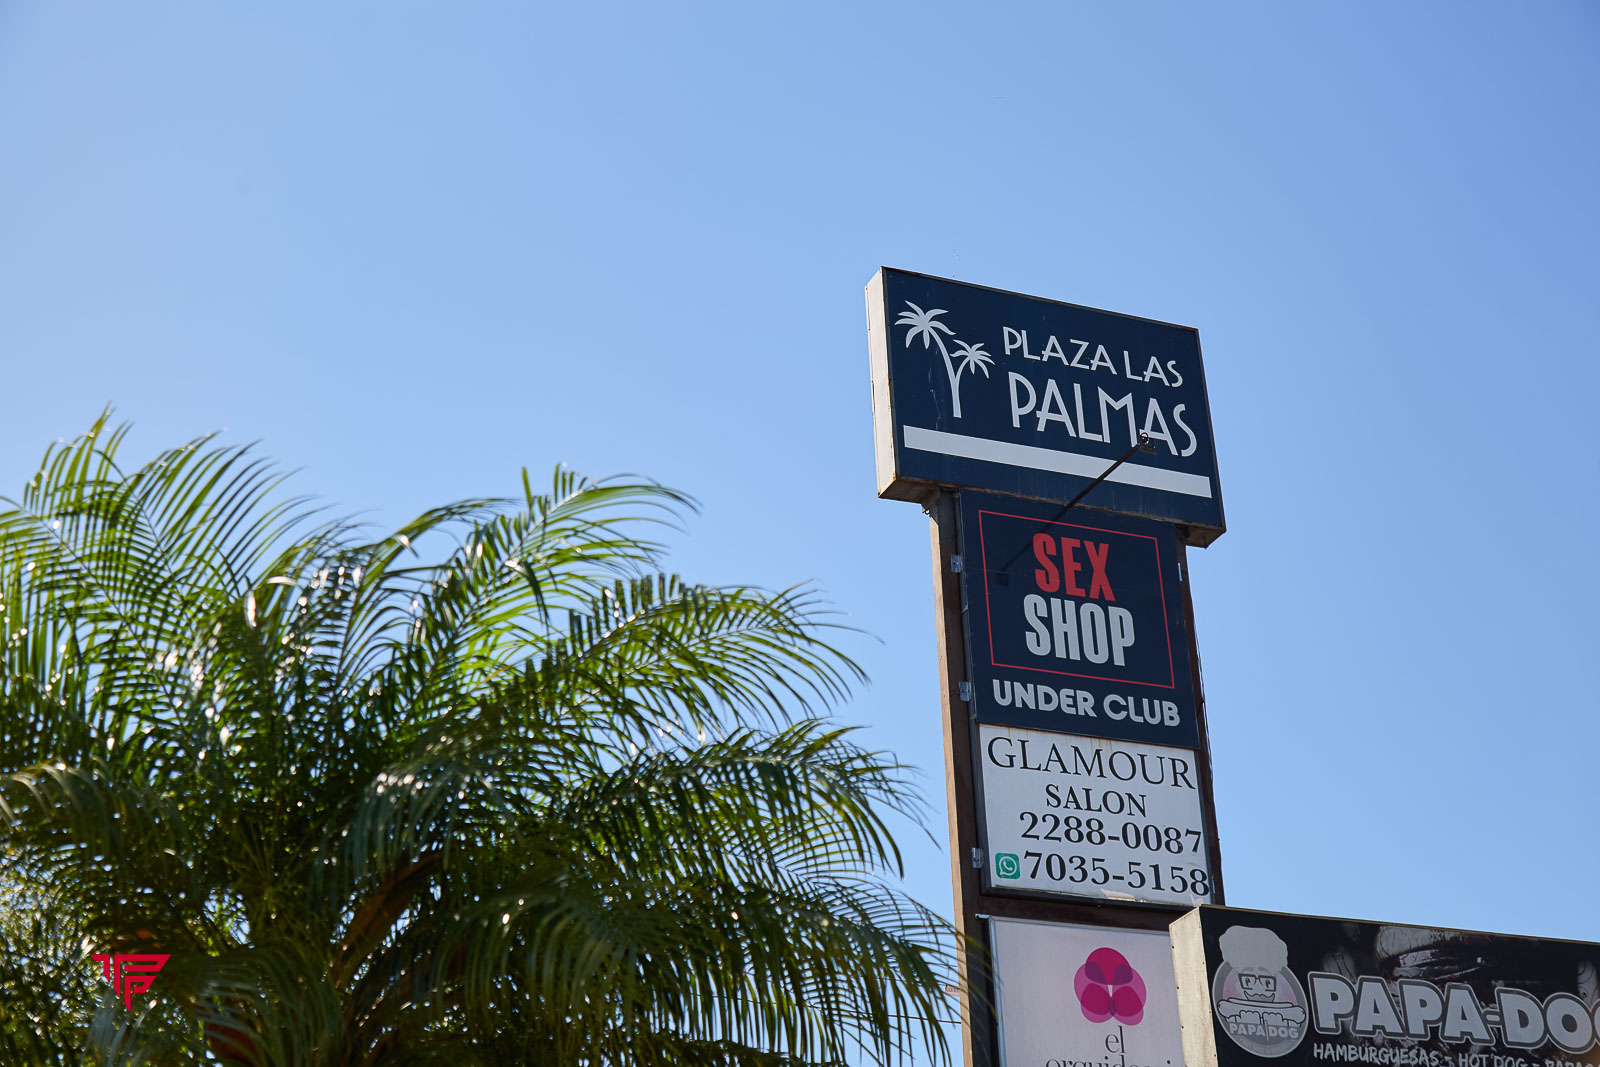 PLAZA LAS
PALMAS
SEX
SHOP
UNDER CLUB
GLAMOUR
SALON
2288-0087
7035-5158
el
PAPA DOG
PAPA-DO
HAMBURGUESAS - HOT DOG -